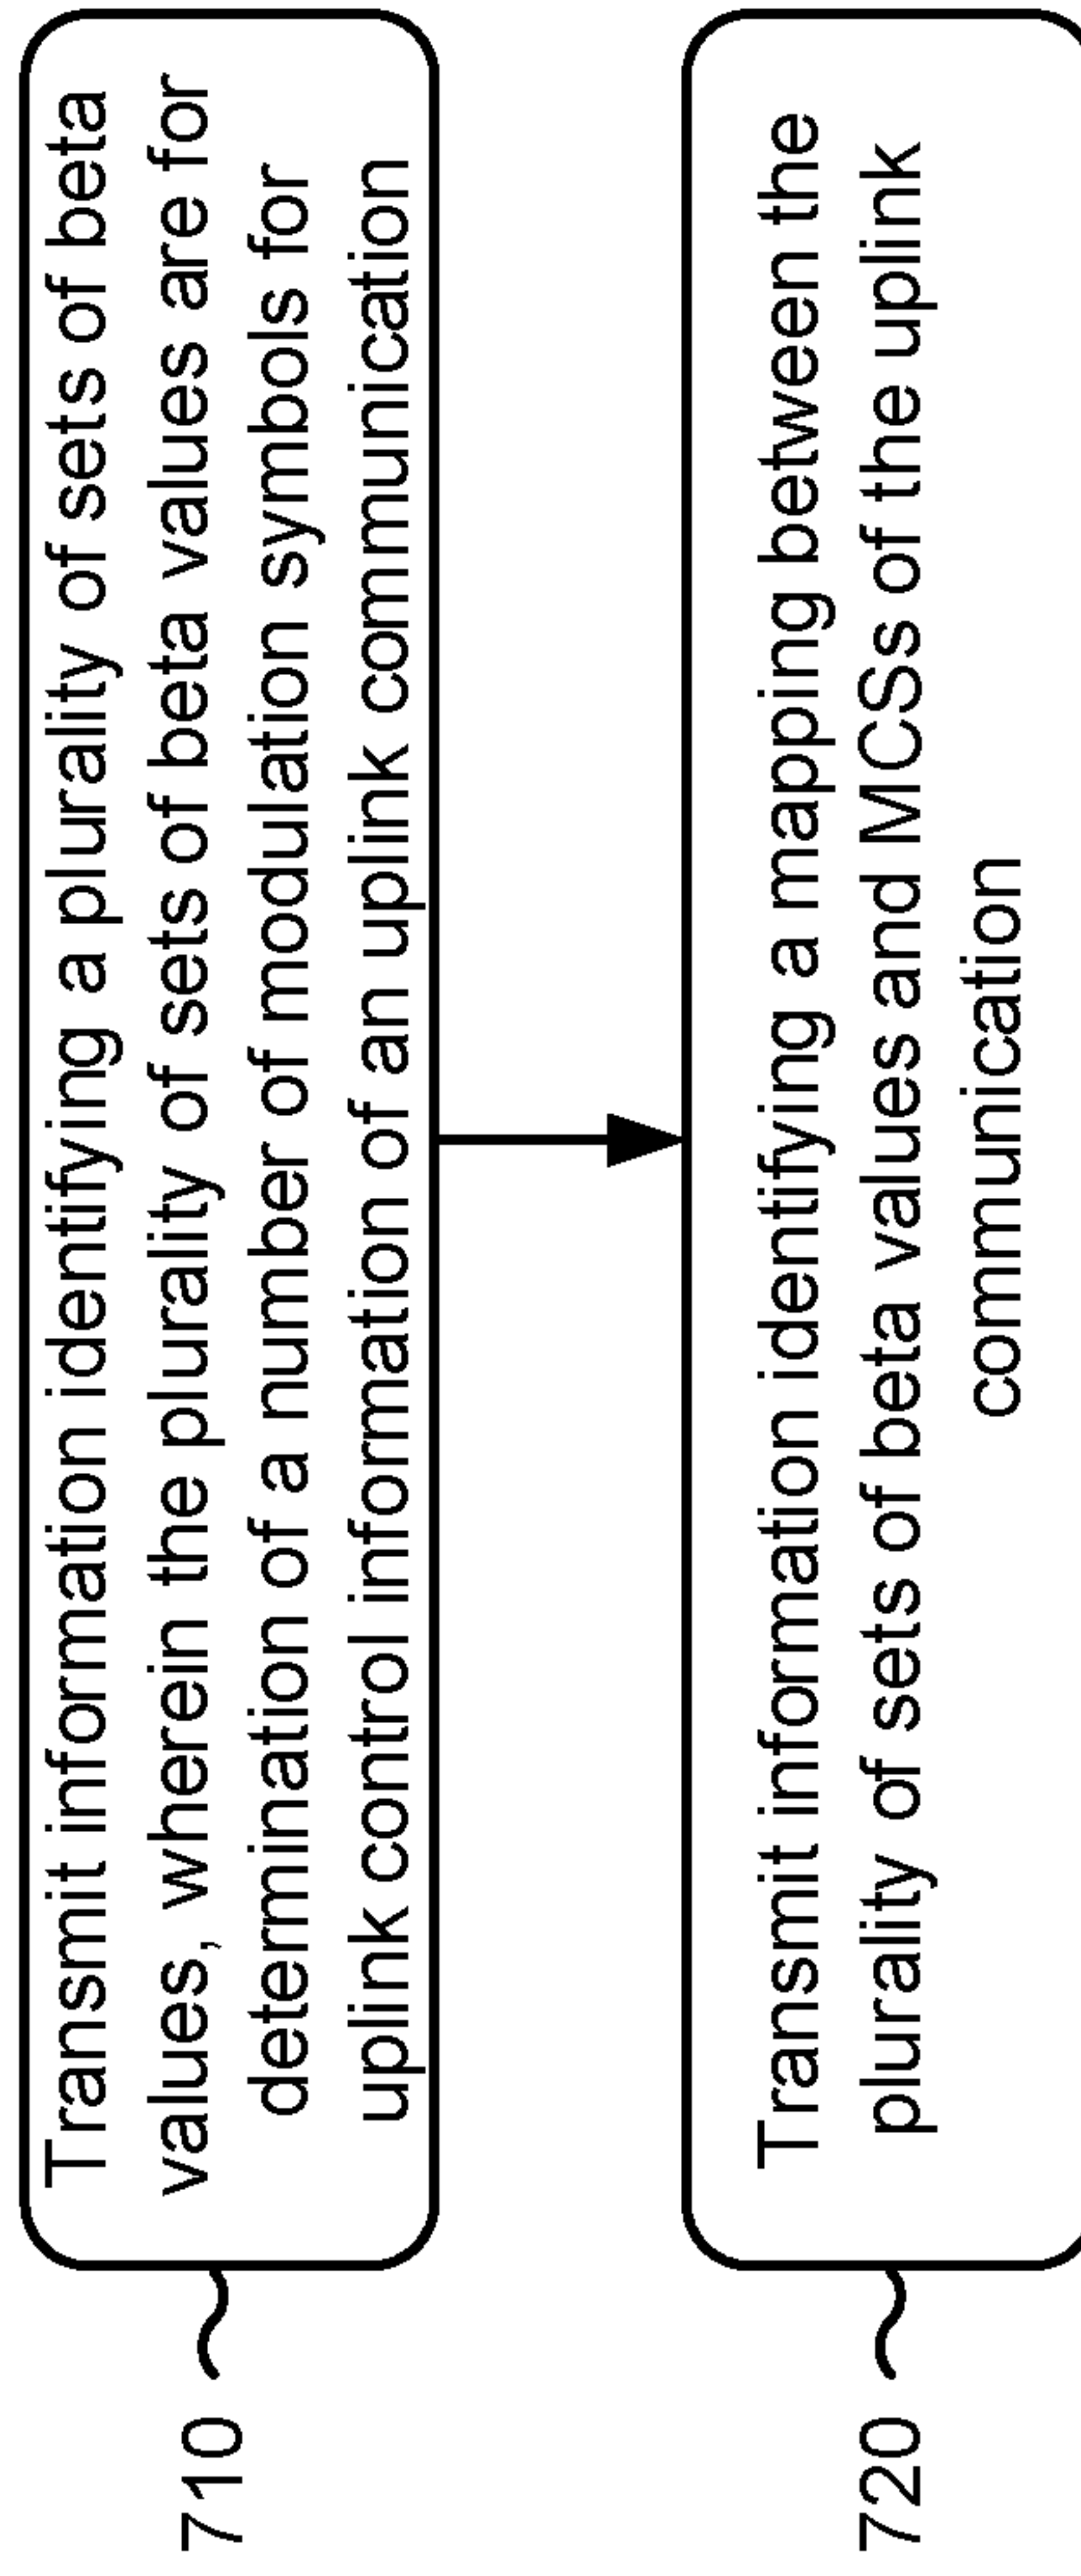 710
Transmit information identifying a plurality of sets of beta
values, wherein the plurality of sets of beta values are for
determination of a number of modulation symbols for
uplink control information of an uplink communication
720
Transmit information identifying a mapping between the
plurality of sets of beta values and MCSs of the uplink
communication